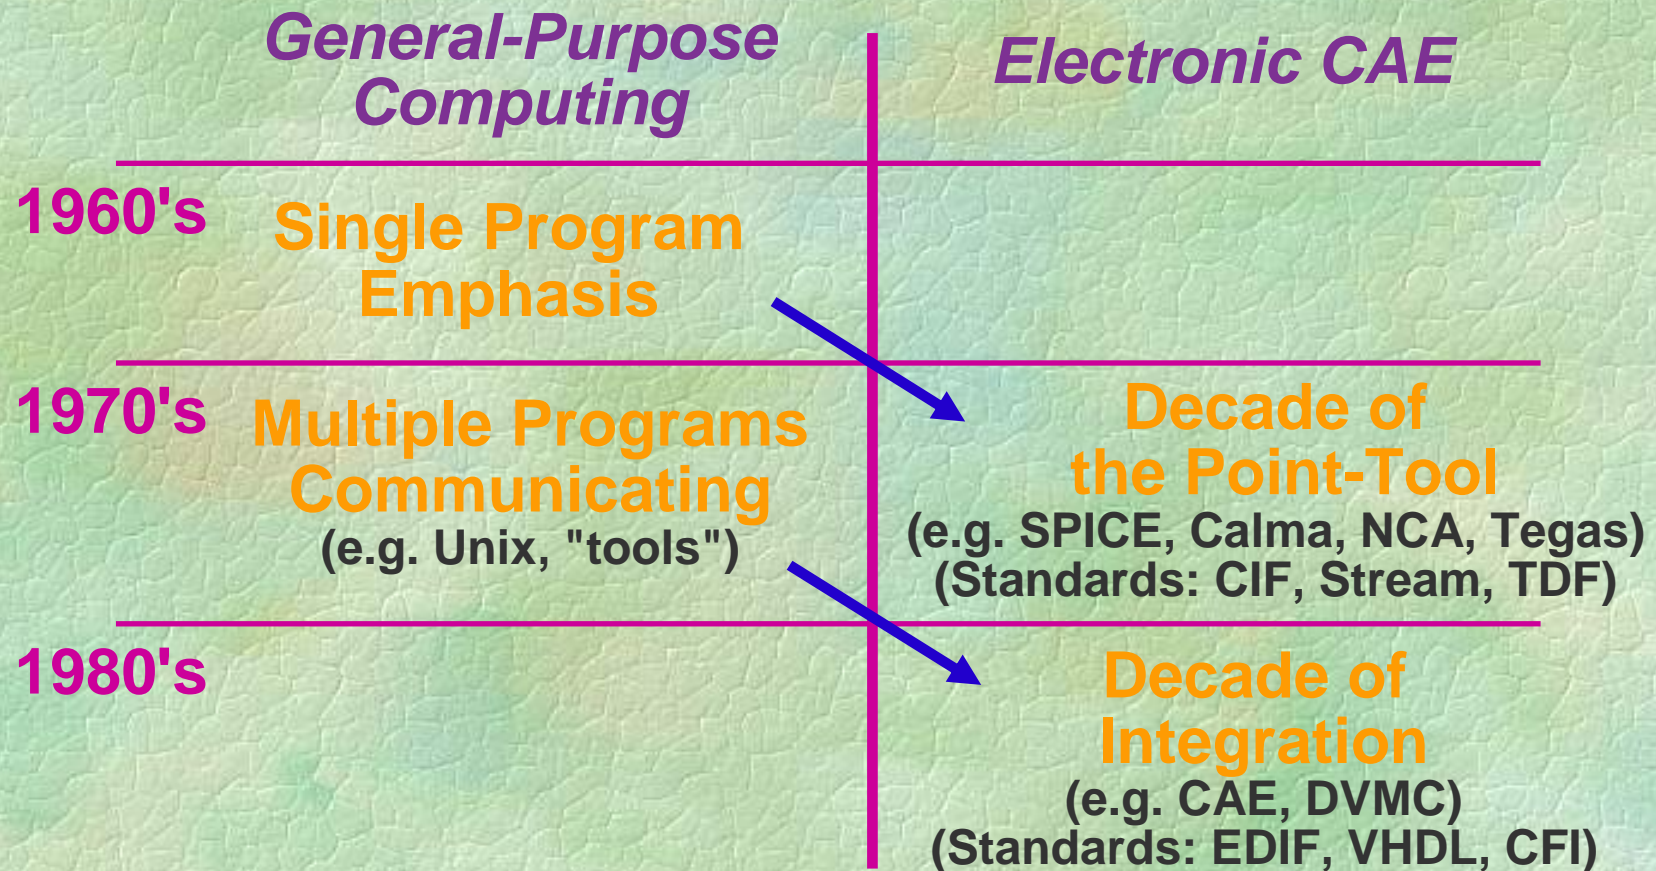 General-Purpose
Computing
Electronic CAE
1960's
Single Program
Emphasis
1970's
Multiple Programs
Communicating
(e.g. Unix, "tools")
Decade of
the Point-Tool
(e.g. SPICE, Calma, NCA, Tegas)
(Standards: CIF, Stream, TDF)
1980's
Decade of
Integration
(e.g. CAE, DVMC)
(Standards: EDIF, VHDL, CFI)